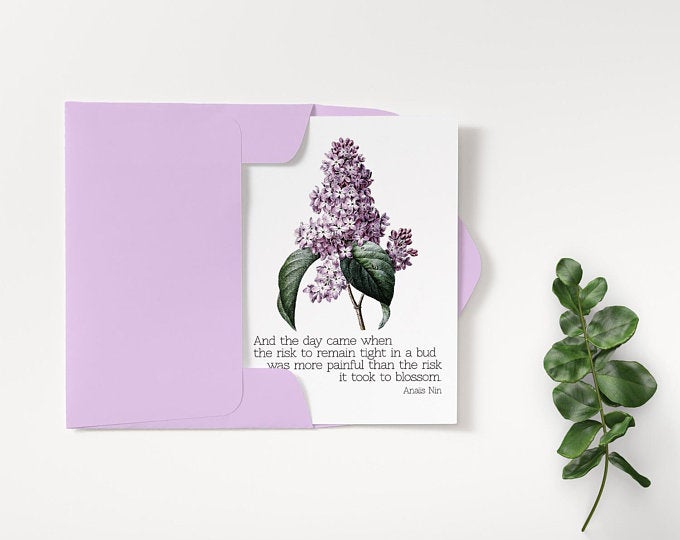 And the day came when
the risk to remain tight in a bud
was more painful than the risk
it took to blossom.
Anaïs Nin